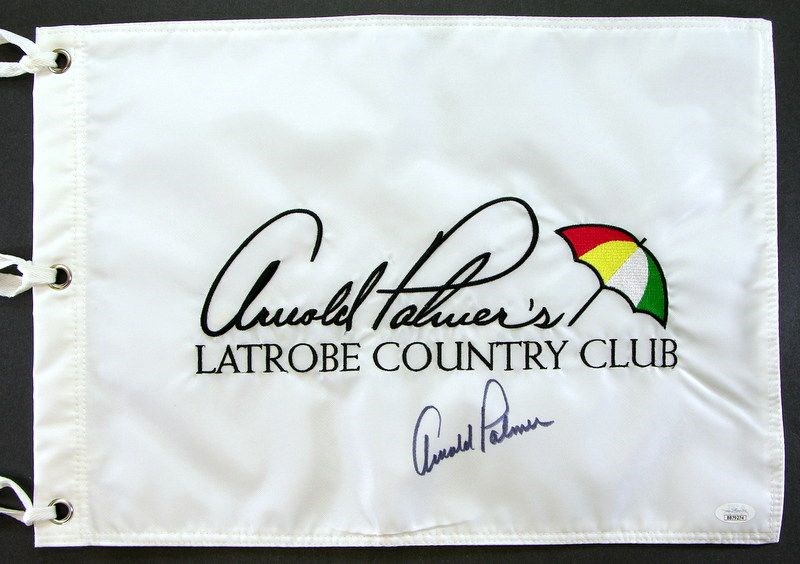 Arnold Palmer's
LATROBE COUNTRY CLUB
Arnold Palmer